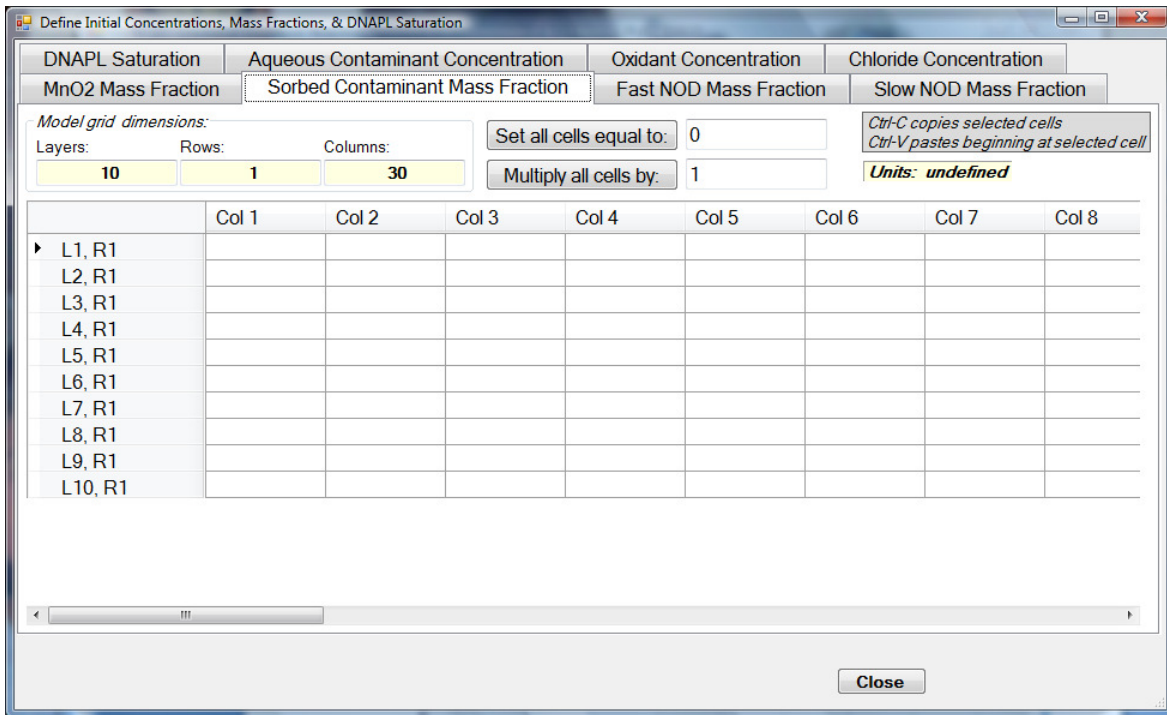 Define Initial Concentrations, Mass Fractions, & DNAPL Saturation
DNAPL Saturation Aqueous Contaminant Concentration Oxidant Concentration Chloride Concentration
MnO2 Mass Fraction Sorbed Contaminant Mass Fraction Fast NOD Mass Fraction Slow NOD Mass Fraction
Model grid dimensions:
Layers: Rows: Columns:
10 1 30
Set all cells equal to: 0
Multiply all cells by: 1
Ctrl-C copies selected cells
Ctrl-V pastes beginning at selected cell
Units: undefined
Col 1 Col 2 Col 3 Col 4 Col 5 Col 6 Col 7 Col 8
L1, R1
L2, R1
L3, R1
L4, R1
L5, R1
L6, R1
L7, R1
L8, R1
L9, R1
L10, R1
Close